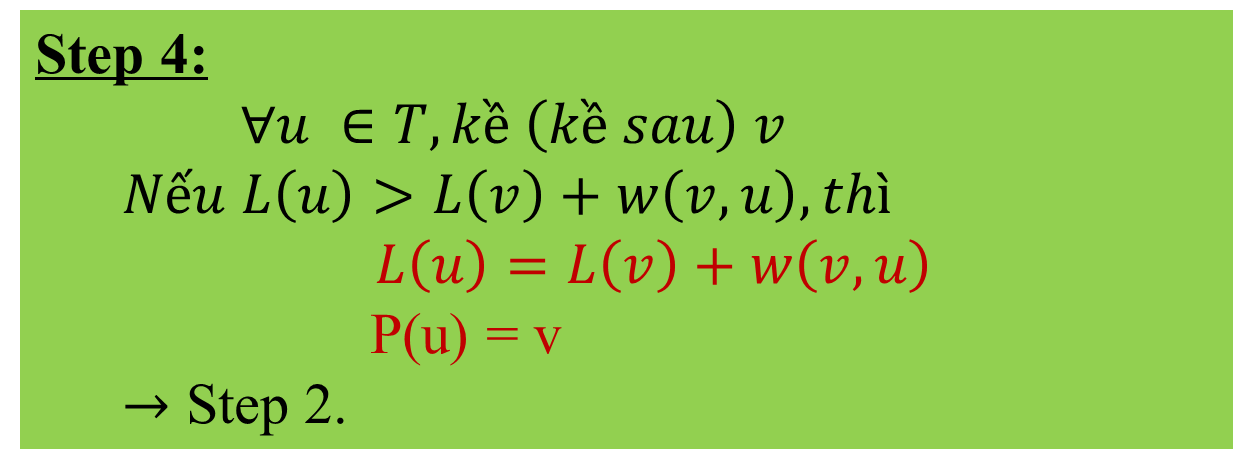 Step 4:
∀u ∈ T, kề (kề sau) v
Nếu L(u) > L(v) + w(v, u), thì
L(u) = L(v) + w(v, u)
P(u) = v
→ Step 2.